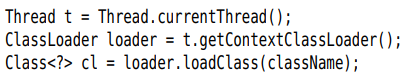 Thread t = Thread.currentThread();
ClassLoader loader = t.getContextClassLoader();
Class<?> cl = loader.loadClass(className);